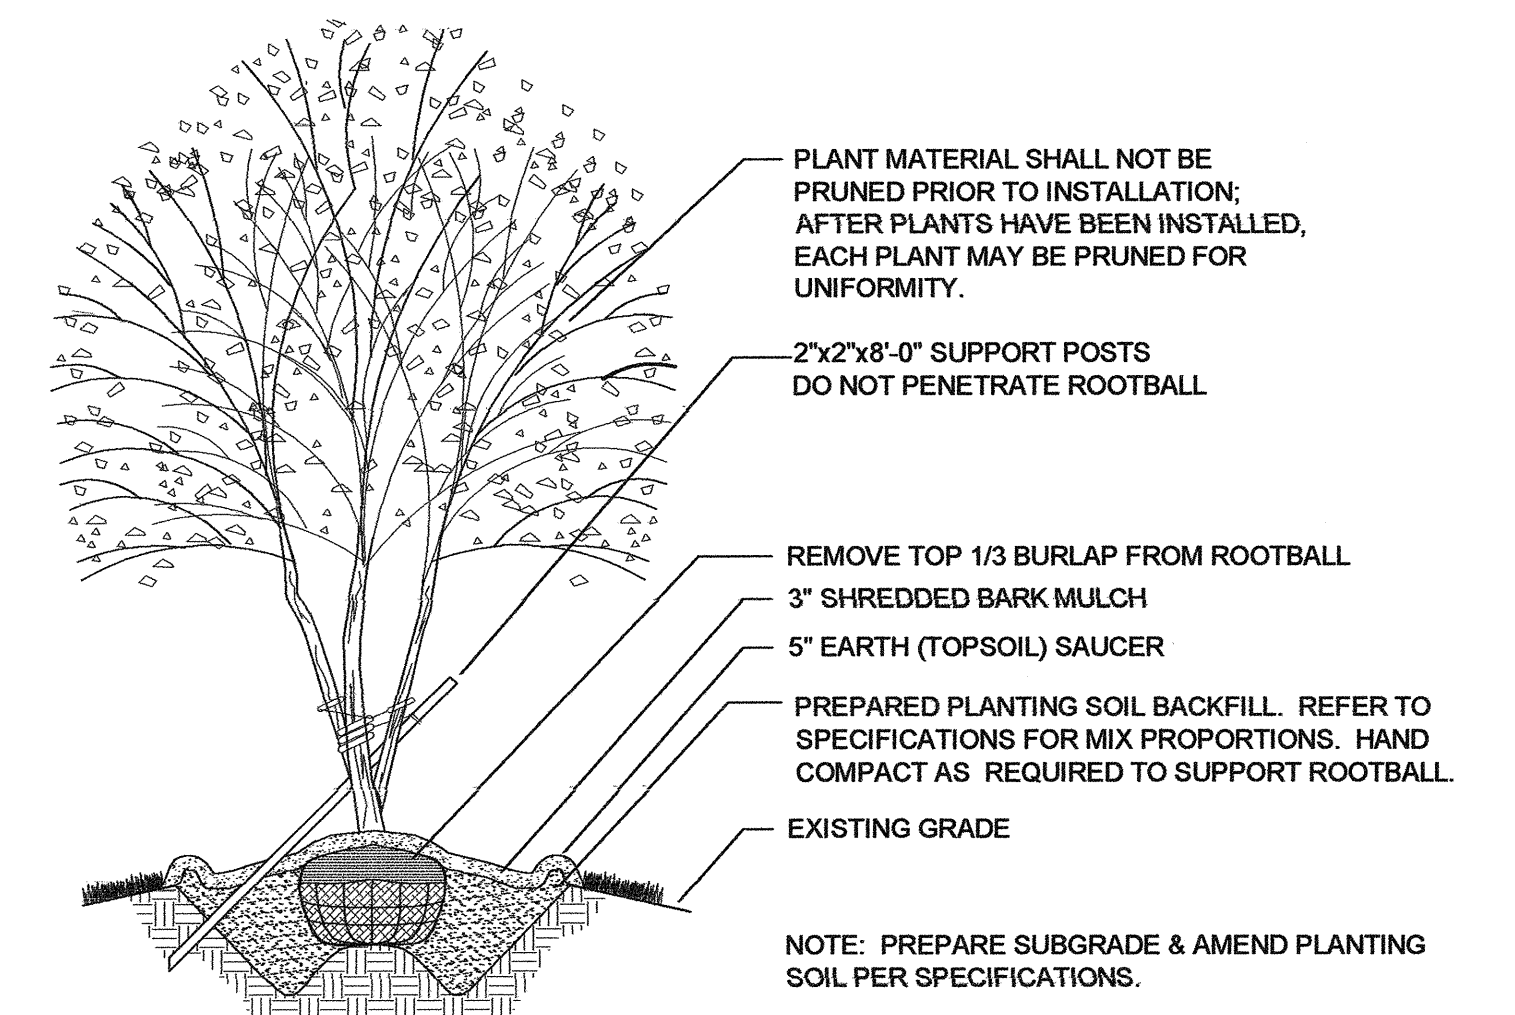 PLANT MATERIAL SHALL NOT BE
PRUNED PRIOR TO INSTALLATION;
AFTER PLANTS HAVE BEEN INSTALLED,
EACH PLANT MAY BE PRUNED FOR
UNIFORMITY.
2"x2"x8'-0" SUPPORT POSTS
DO NOT PENETRATE ROOTBALL
REMOVE TOP 1/3 BURLAP FROM ROOTBALL
3" SHREDDED BARK MULCH
5" EARTH (TOPSOIL) SAUCER
PREPARED PLANTING SOIL BACKFILL. REFER TO
SPECIFICATIONS FOR MIX PROPORTIONS. HAND
COMPACT AS REQUIRED TO SUPPORT ROOTBALL.
EXISTING GRADE
NOTE: PREPARE SUBGRADE & AMEND PLANTING
SOIL PER SPECIFICATIONS.